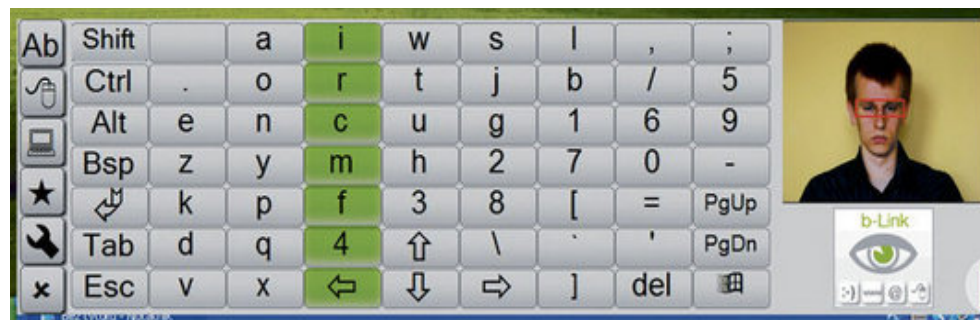 Ab Shift a i w s l , ;
Ctrl . o r t j b / 5
Alt e n c u g 1 6 9
Bsp z y m h 2 7 0 -
k p f 3 8 [ = PgUp
Tab d q 4 \ ` ' PgDn
Esc v x ] del
b-Link
:-) www @